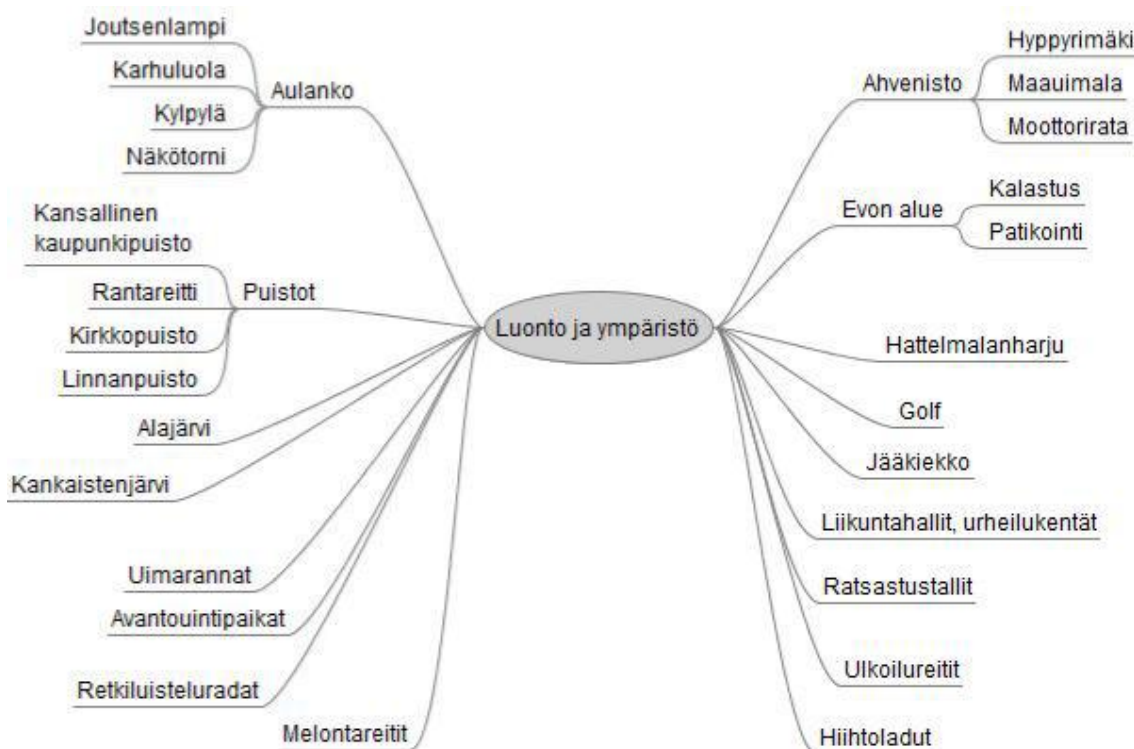 Luonto ja ympäristö
Aulanko
Joutsenlampi
Karhuluola
Kylpylä
Näkötorni
Puistot
Kansallinen
kaupunkipuisto
Rantareitti
Kirkkopuisto
Linnanpuisto
Alajärvi
Kankaistenjärvi
Uimarannat
Avantouintipaikat
Retkiluisteluradat
Melontareitit
Ahvenisto
Hyppyrimäki
Maauimala
Moottorirata
Evon alue
Kalastus
Patikointi
Hattelmalanharju
Golf
Jääkiekko
Liikuntahallit, urheilukentät
Ratsastustallit
Ulkoilureitit
Hiihtoladut